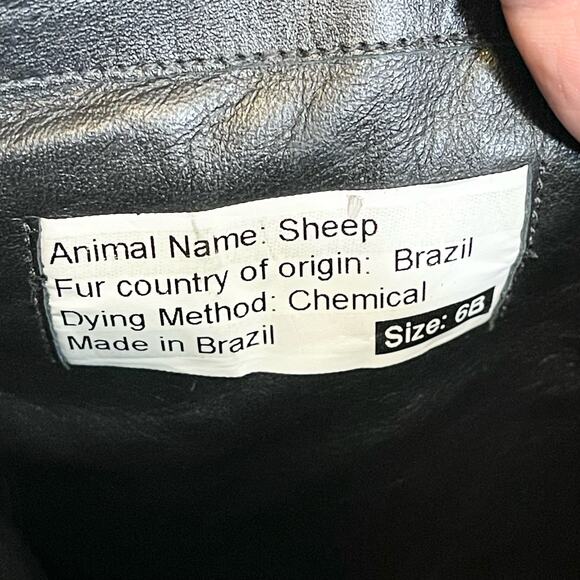 Animal Name: Sheep
Fur country of origin: Brazil
Dying Method: Chemical
Made in Brazil
Size: 6B